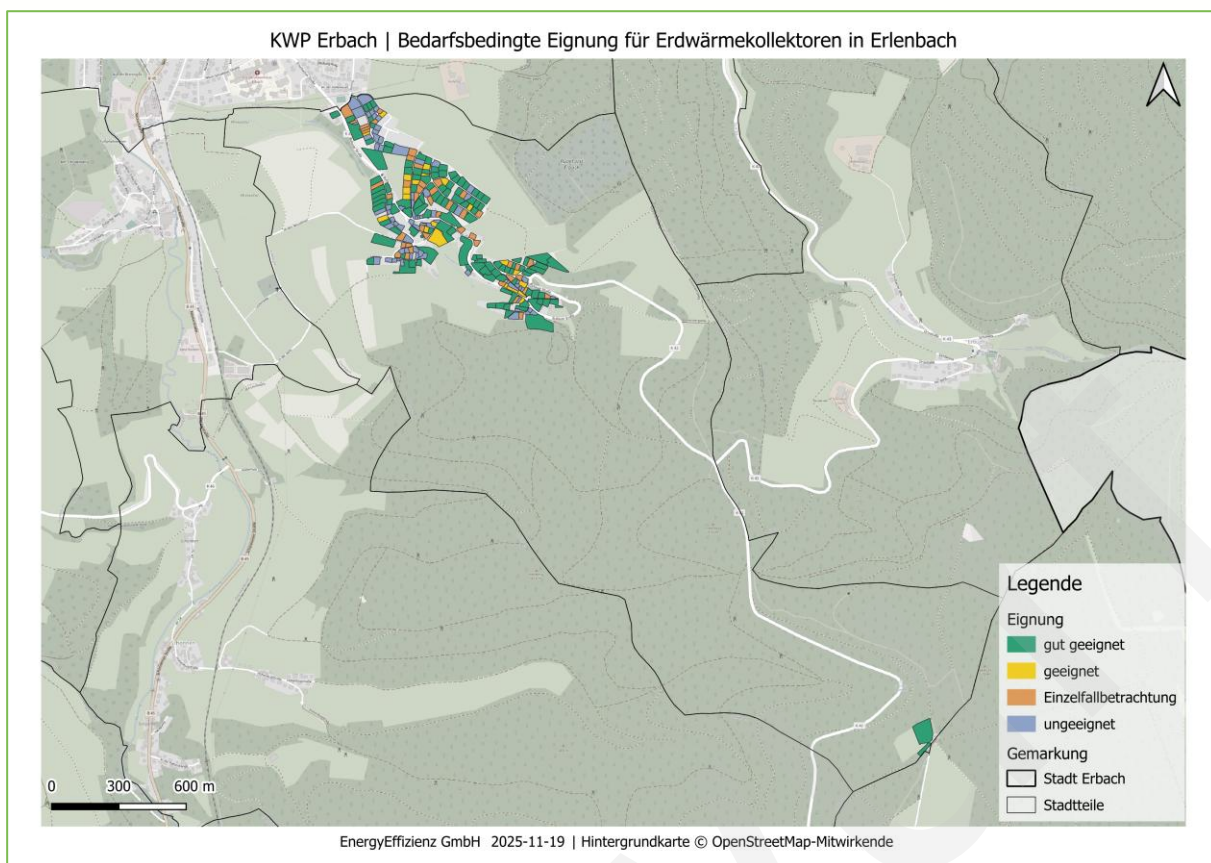 KWP Erbach | Bedarfsbedingte Eignung für Erdwärmekollektoren in Erlenbach
Legende
Eignung
gut geeignet
geeignet
Einzelfallbetrachtung
ungeeignet
Gemarkung
Stadt Erbach
Stadtteile
0 300 600 m
EnergyEffizienz GmbH 2025-11-19 | Hintergrundkarte © OpenStreetMap-Mitwirkende